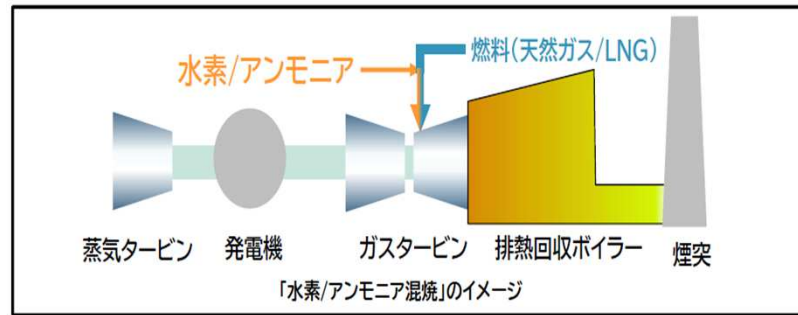 水素/アンモニア
燃料(天然ガス/LNG)
蒸気タービン
発電機
ガスタービン
排熱回収ボイラー
煙突
「水素/アンモニア混焼」のイメージ